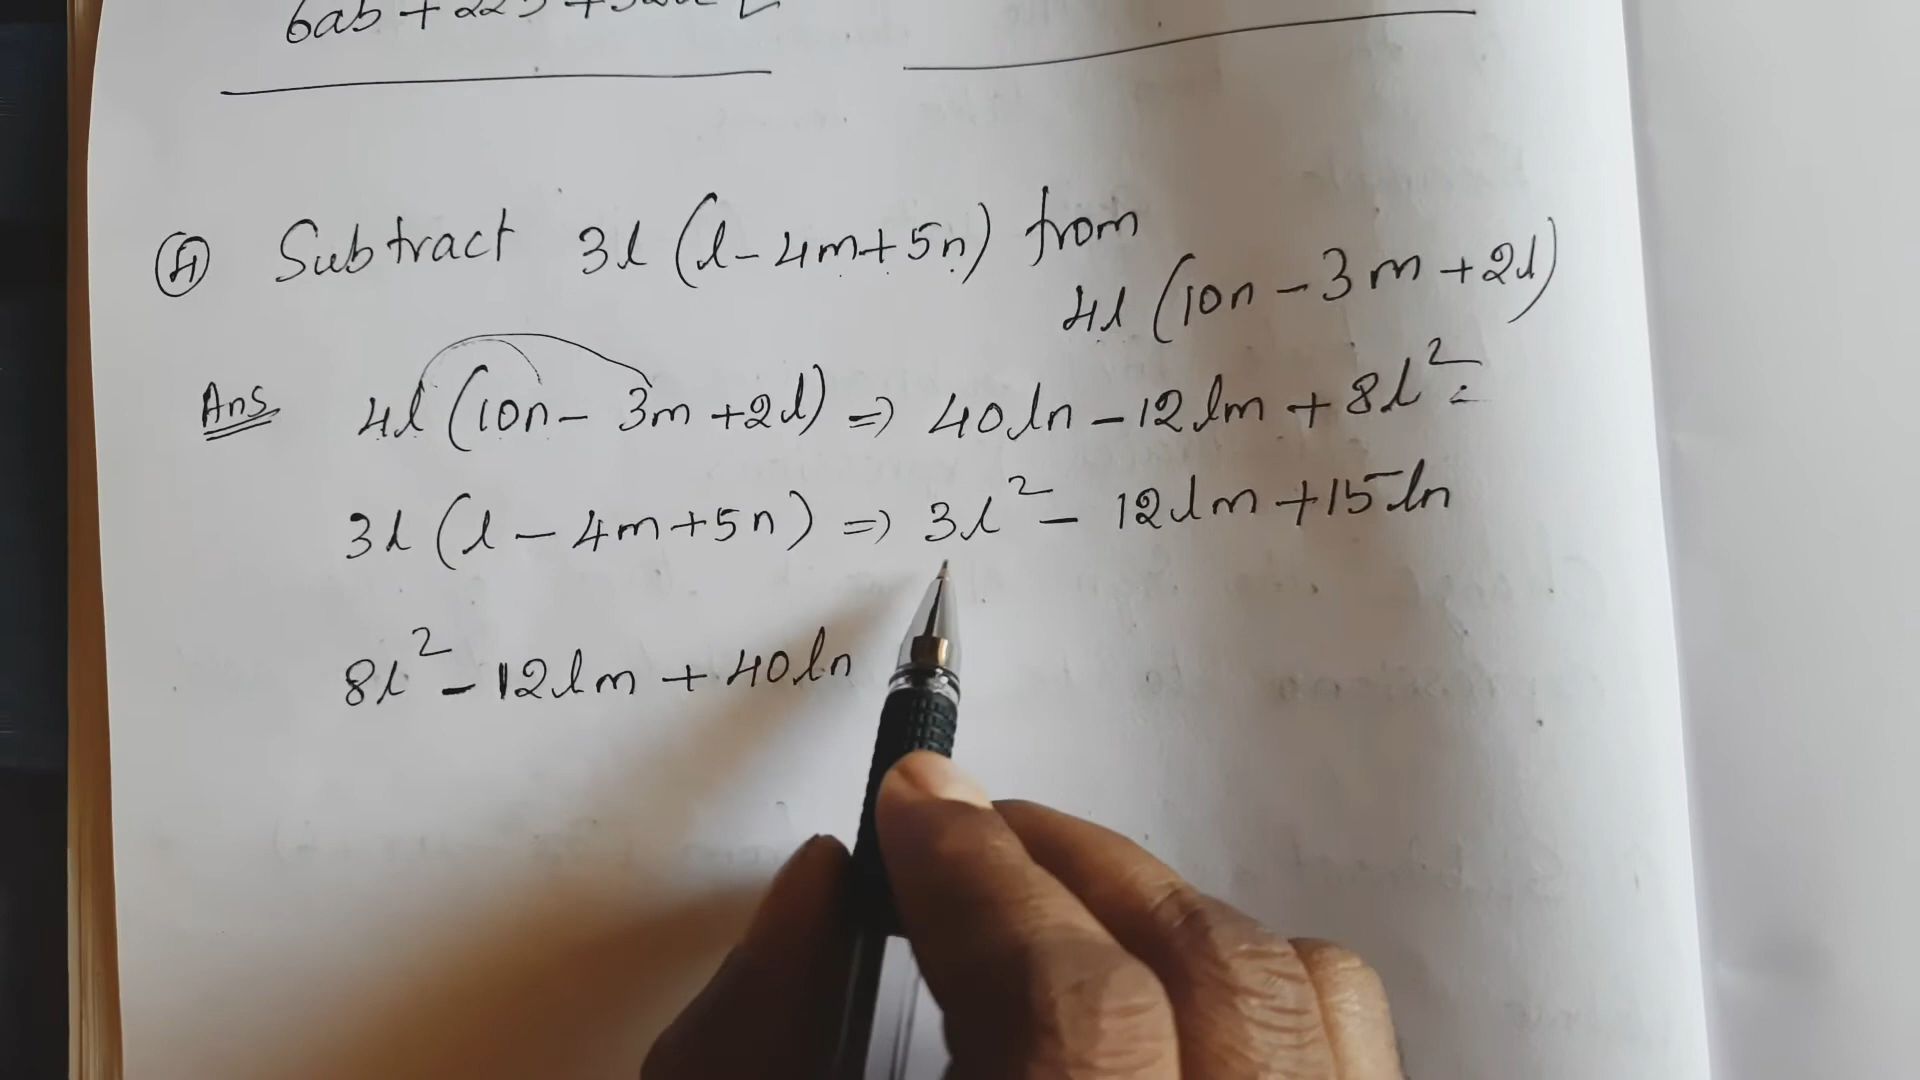 6ab +
④ Subtract 3l (l - 4m + 5n) from
4l (10n - 3m + 2l)
Ans 4l (10n - 3m + 2l) ⇒ 40ln - 12lm + 8l² =
3l (l - 4m + 5n) ⇒ 3l² - 12lm + 15ln
8l² - 12lm + 40ln